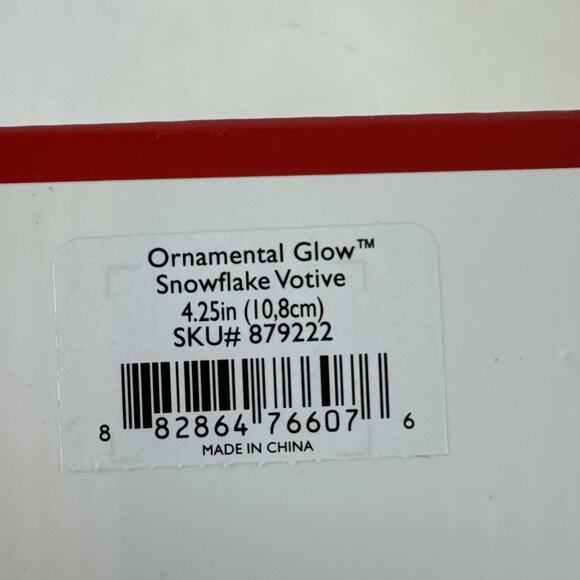 Ornamental Glow™
Snowflake Votive
4.25in (10,8cm)
SKU# 879222
8 82864 76607 6
MADE IN CHINA